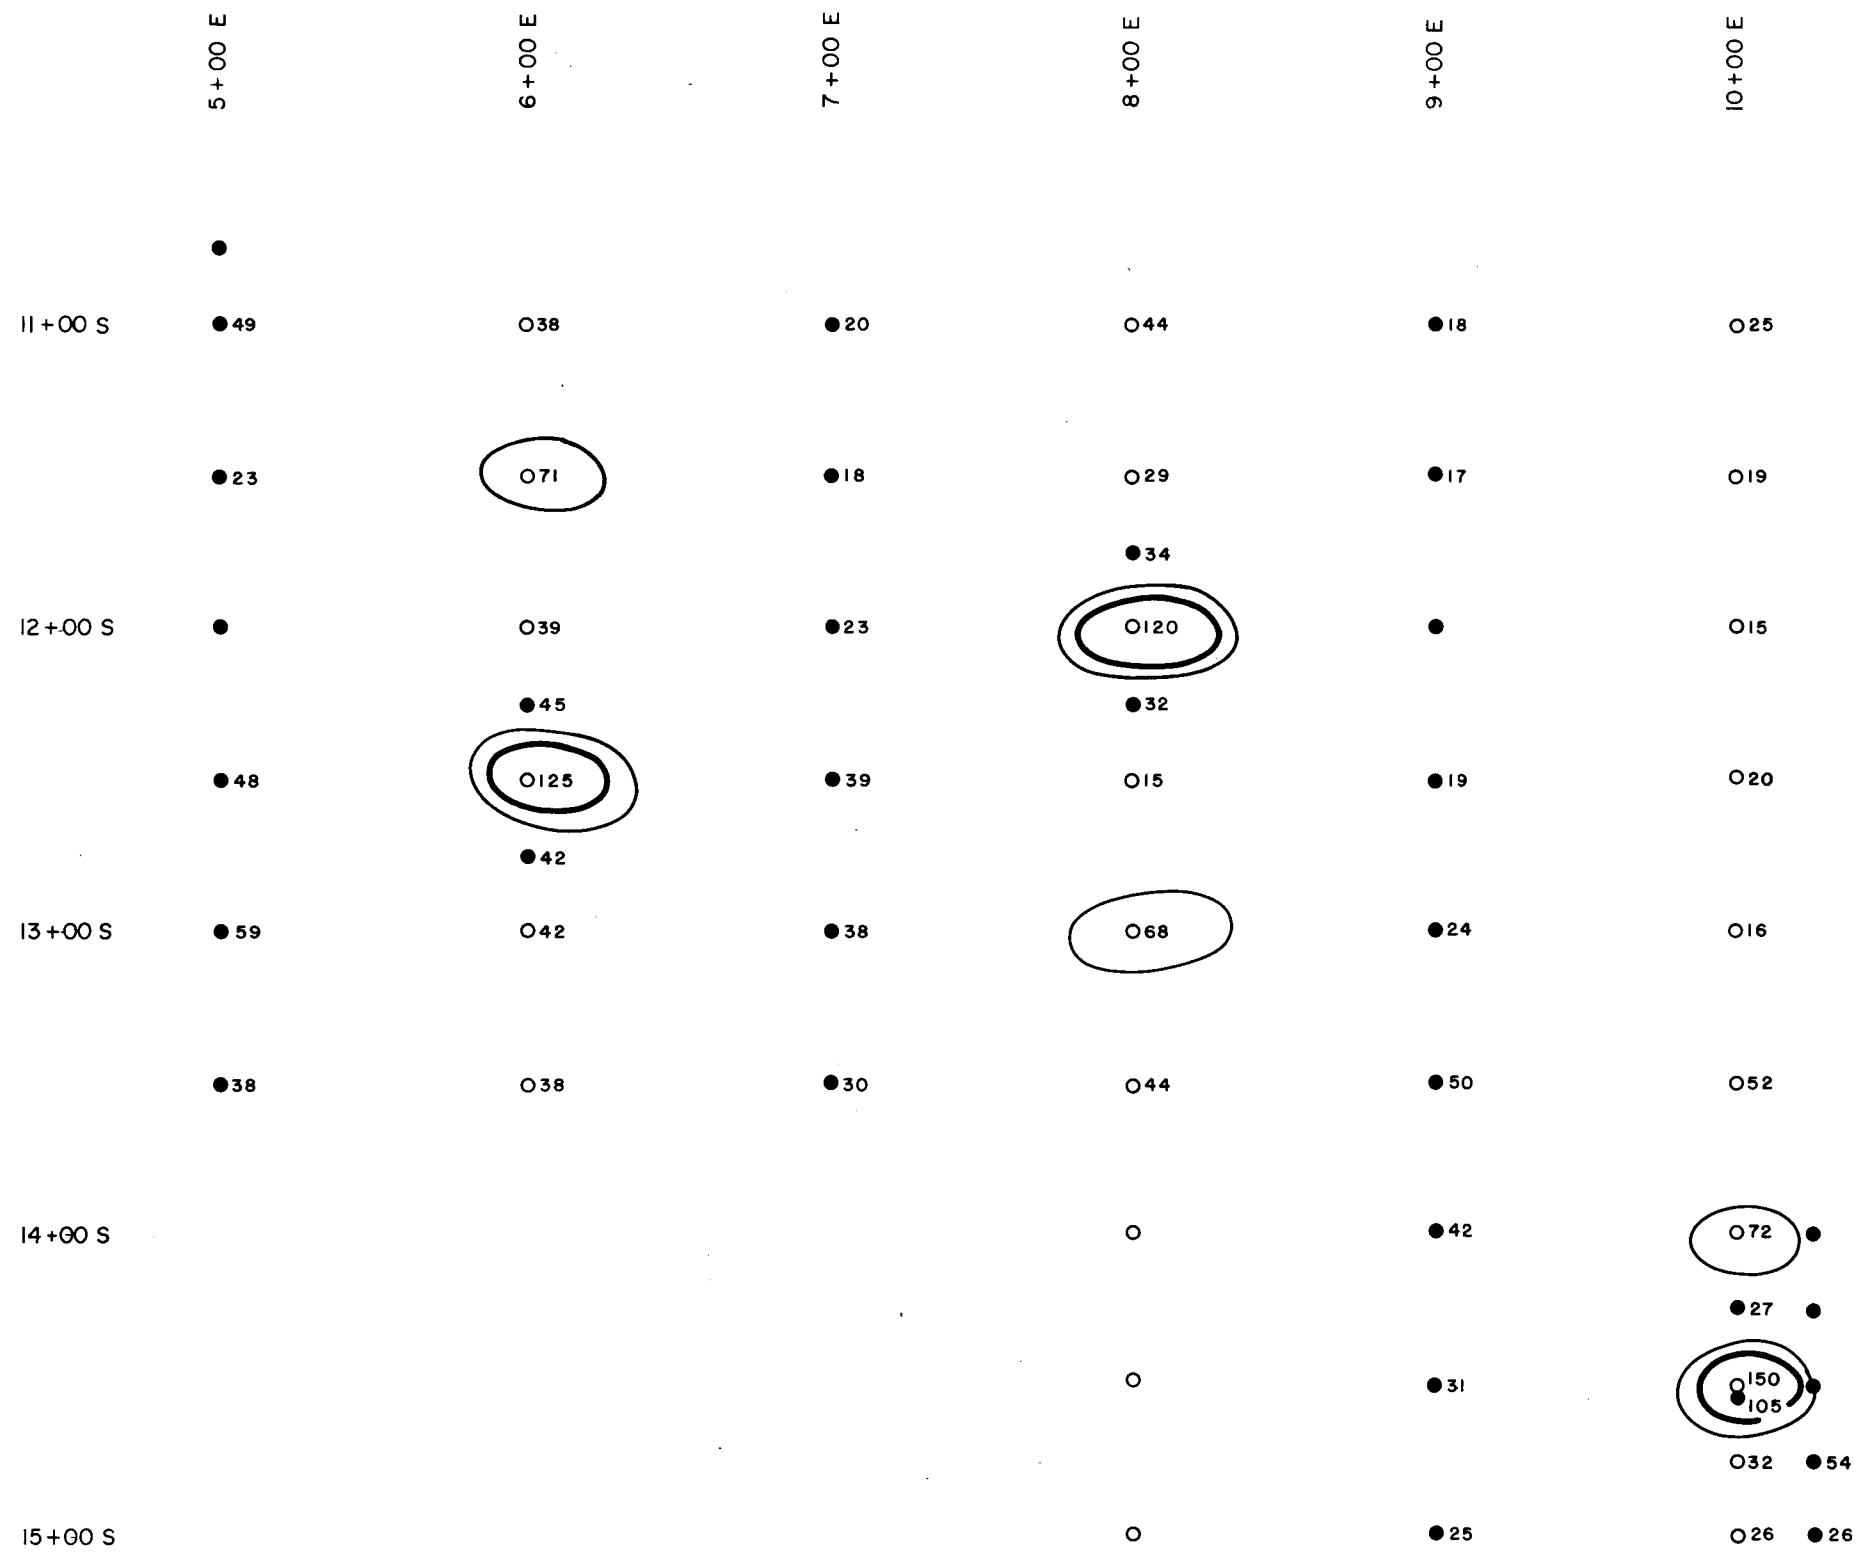 5+00 E 6+00 E 7+00 E 8+00 E 9+00 E 10+00 E
11+00 S 49 38 20 44 18 25
23 71 18 29 17 19
34
12+00 S 39 23 120 15
45 32
48 125 39 15 19 20
42
13+00 S 59 42 38 68 24 16
38 38 30 44 50 52
14+00 S 42 72
27
31 150
105
32 54
15+00 S 25 26 26